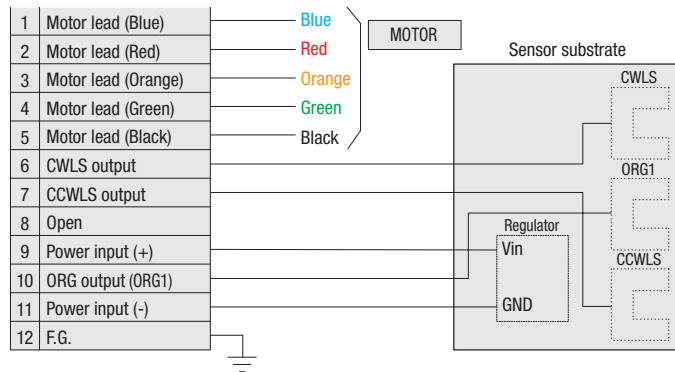 1 Motor lead (Blue)
2 Motor lead (Red)
3 Motor lead (Orange)
4 Motor lead (Green)
5 Motor lead (Black)
6 CWLS output
7 CCWLS output
8 Open
9 Power input (+)
10 ORG output (ORG1)
11 Power input (-)
12 F.G.
Blue
Red
Orange
Green
Black
MOTOR
Sensor substrate
CWLS
ORG1
CCWLS
Regulator
Vin
GND